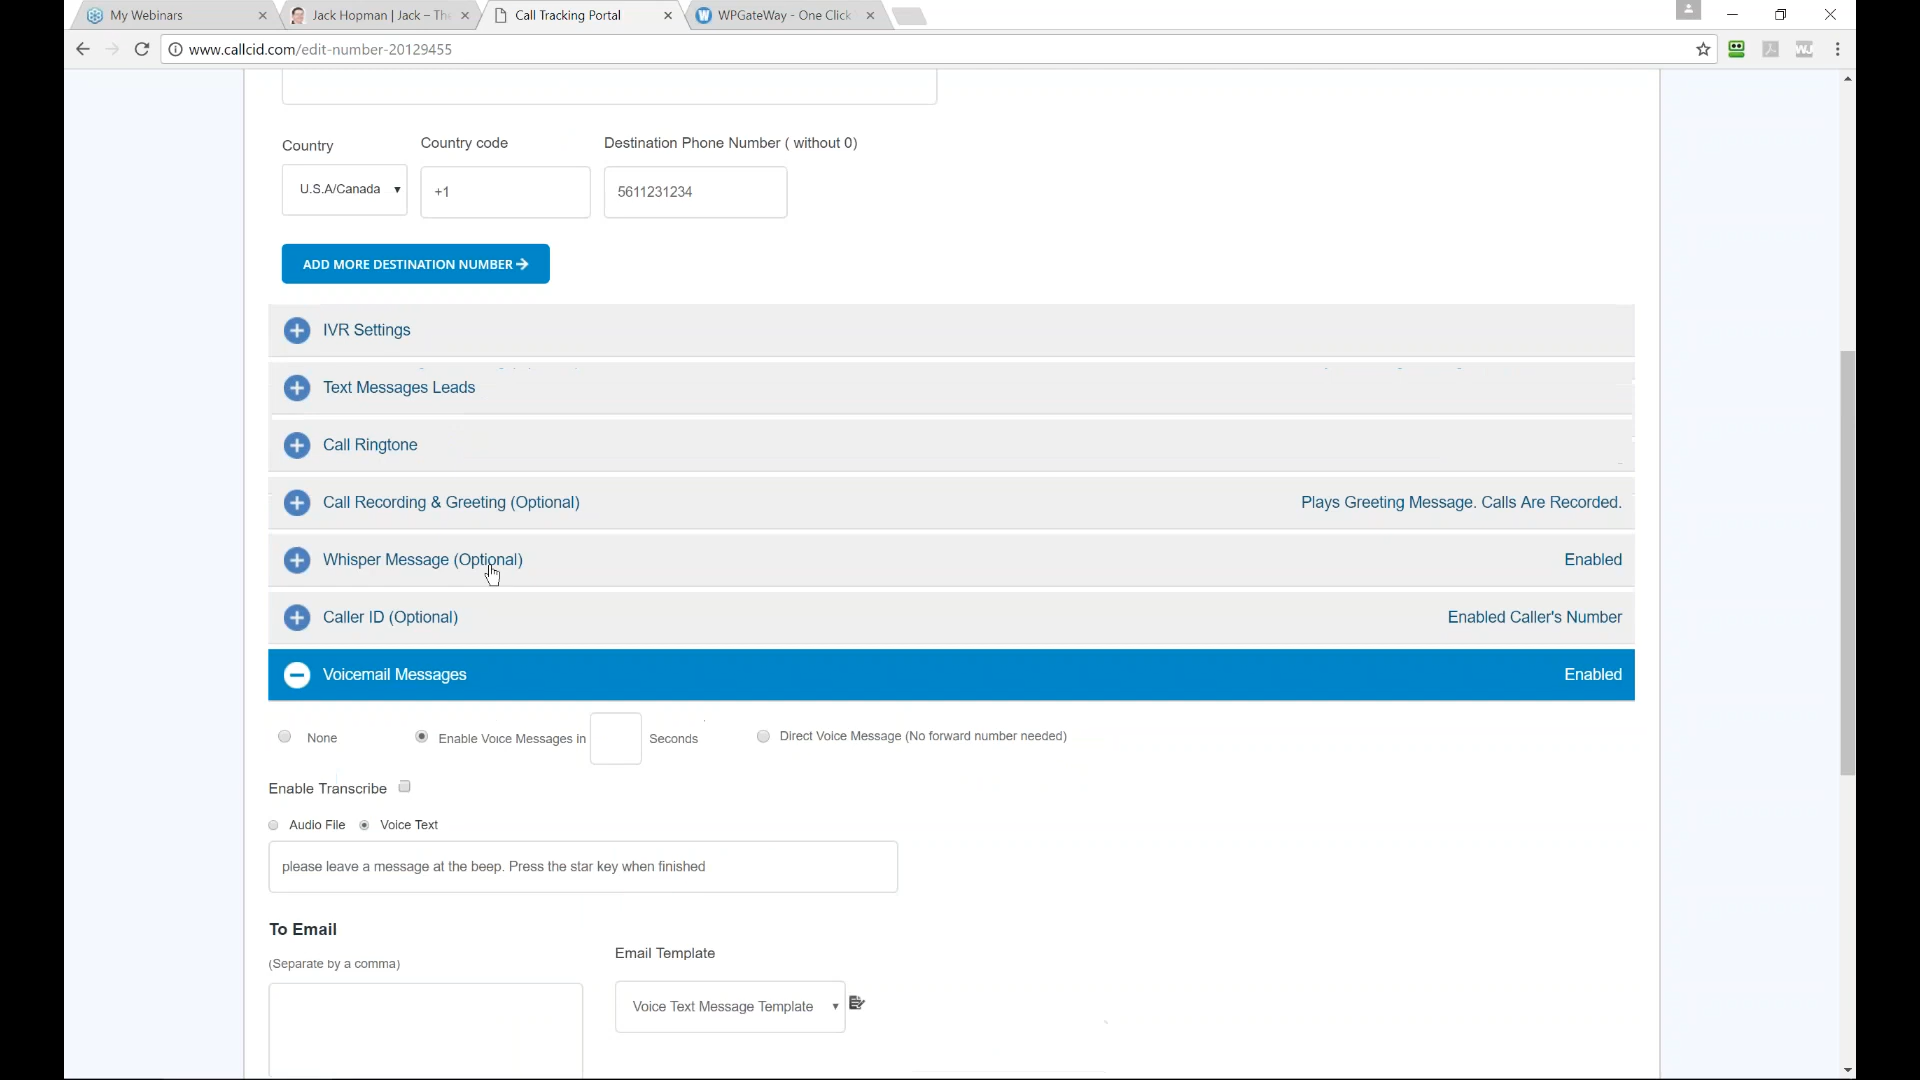 My Webinars
Jack Hopman | Jack – The
Call Tracking Portal
WPGateWay - One Click
www.callcid.com/edit-number-20129455
Country
Country code
Destination Phone Number ( without 0)
U.S.A/Canada
+1
5611231234
ADD MORE DESTINATION NUMBER
IVR Settings
Text Messages Leads
Call Ringtone
Call Recording & Greeting (Optional) Plays Greeting Message. Calls Are Recorded.
Whisper Message (Optional) Enabled
Caller ID (Optional) Enabled Caller's Number
Voicemail Messages Enabled
None Enable Voice Messages in Seconds Direct Voice Message (No forward number needed)
Enable Transcribe
Audio File Voice Text
please leave a message at the beep. Press the star key when finished
To Email
Email Template
(Separate by a comma)
Voice Text Message Template